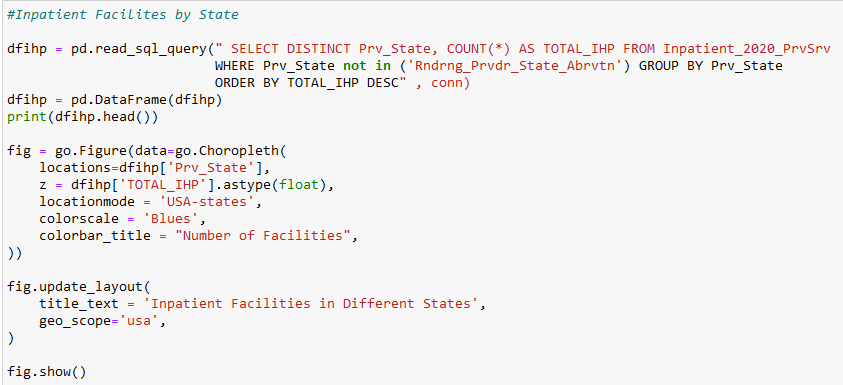 #Inpatient Facilites by State
dfihp = pd.read_sql_query(" SELECT DISTINCT Prv_State, COUNT(*) AS TOTAL_IHP FROM Inpatient_2020_PrvSrv
WHERE Prv_State not in ('Rndrng_Prvdr_State_Abrvtn') GROUP BY Prv_State
ORDER BY TOTAL_IHP DESC" , conn)
dfihp = pd.DataFrame(dfihp)
print(dfihp.head())
fig = go.Figure(data=go.Choropleth(
locations=dfihp['Prv_State'],
z = dfihp['TOTAL_IHP'].astype(float),
locationmode = 'USA-states',
colorscale = 'Blues',
colorbar_title = "Number of Facilities",
))
fig.update_layout(
title_text = 'Inpatient Facilities in Different States',
geo_scope='usa',
)
fig.show()